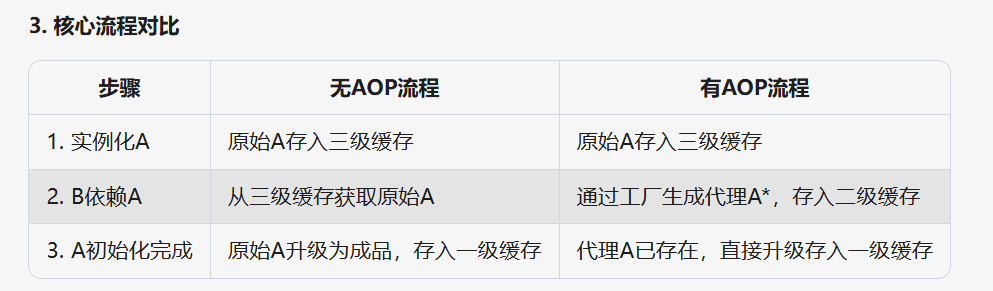 3. 核心流程对比
步骤 无AOP流程 有AOP流程
1. 实例化A 原始A存入三级缓存 原始A存入三级缓存
2. B依赖A 从三级缓存获取原始A 通过工厂生成代理A*，存入二级缓存
3. A初始化完成 原始A升级为成品，存入一级缓存 代理A已存在，直接升级存入一级缓存